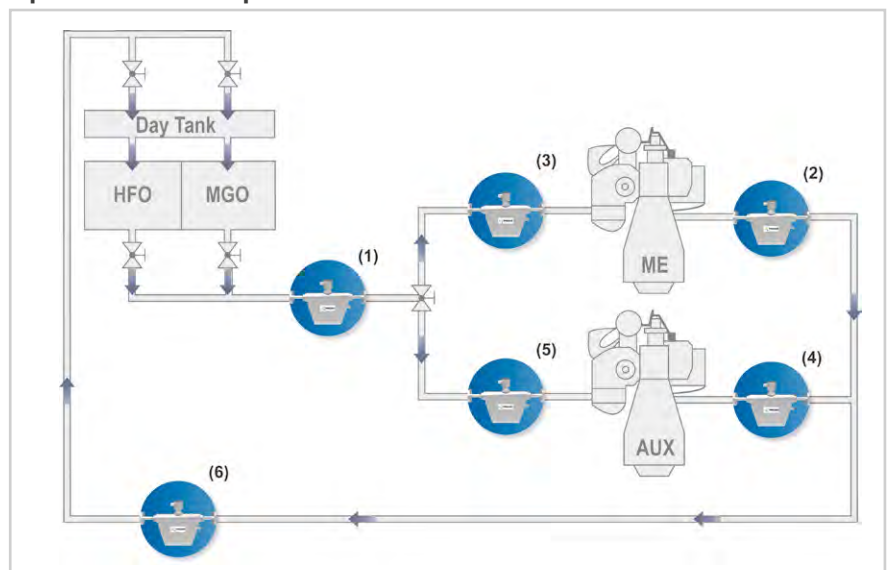 Day Tank
HFO MGO
(1)
(3)
(2)
ME
(5)
(4)
AUX
(6)